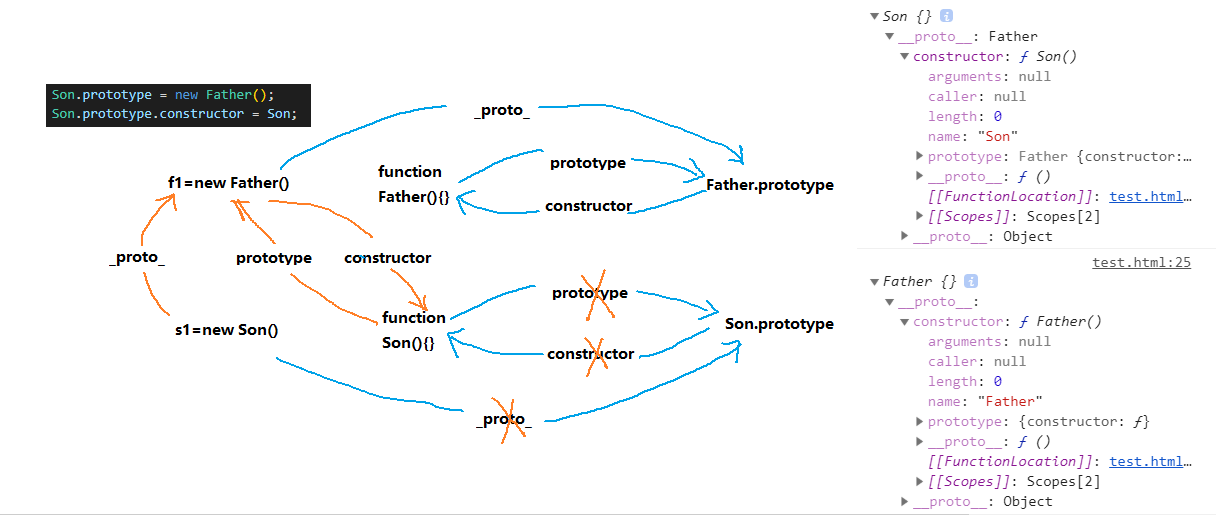 Son.prototype = new Father();
Son.prototype.constructor = Son;
_proto_
function
Father(){}
prototype
constructor
Father.prototype
f1=new Father()
_proto_
prototype
constructor
s1=new Son()
function
Son(){}
prototype
constructor
Son.prototype
_proto_
Son {} i
__proto__: Father
constructor: ƒ Son()
arguments: null
caller: null
length: 0
name: "Son"
prototype: Father {constructor:…
__proto__: ƒ ()
[[FunctionLocation]]: test.html…
[[Scopes]]: Scopes[2]
__proto__: Object
test.html:25
Father {} i
__proto__:
constructor: ƒ Father()
arguments: null
caller: null
length: 0
name: "Father"
prototype: {constructor: ƒ}
__proto__: ƒ ()
[[FunctionLocation]]: test.html…
[[Scopes]]: Scopes[2]
__proto__: Object